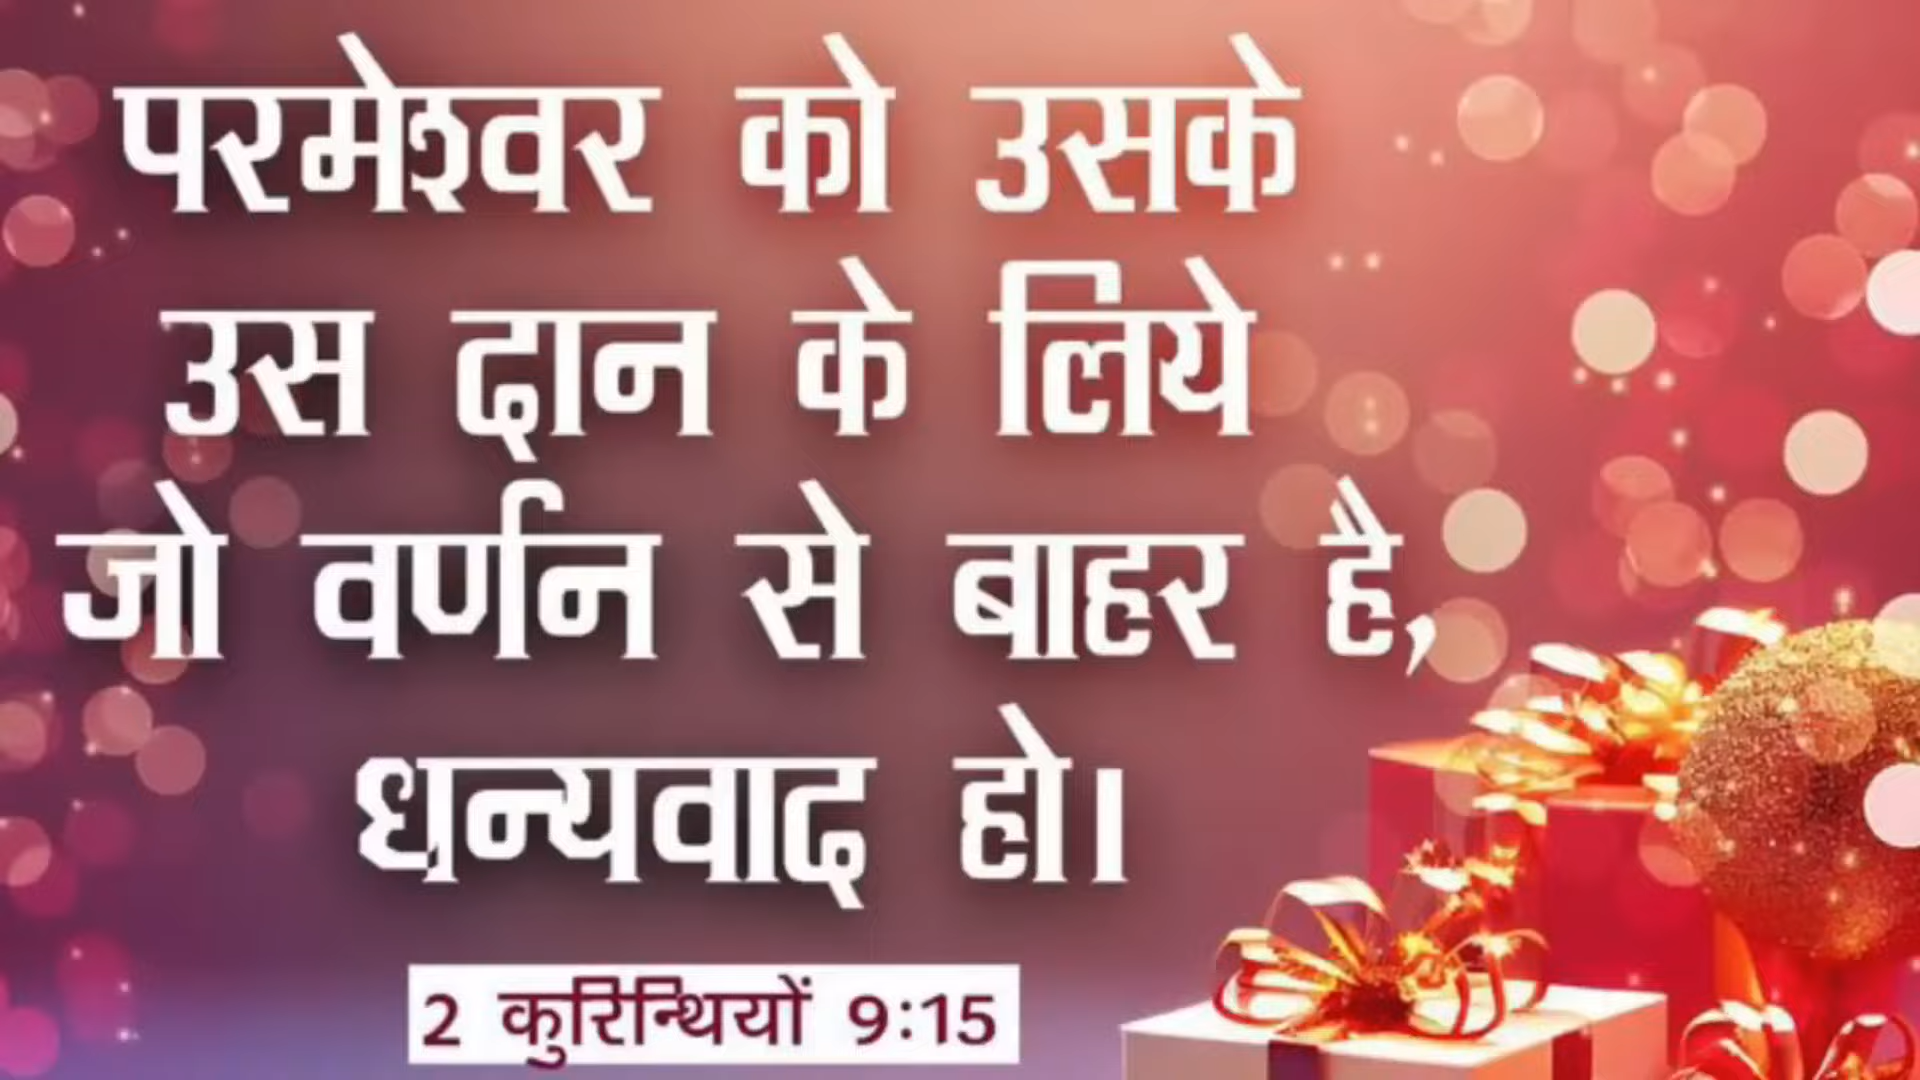 परमेश्वर को उसके
उस दान के लिये
जो वर्णन से बाहर है,
धन्यवाद हो।
2 कुरिन्थियों 9:15